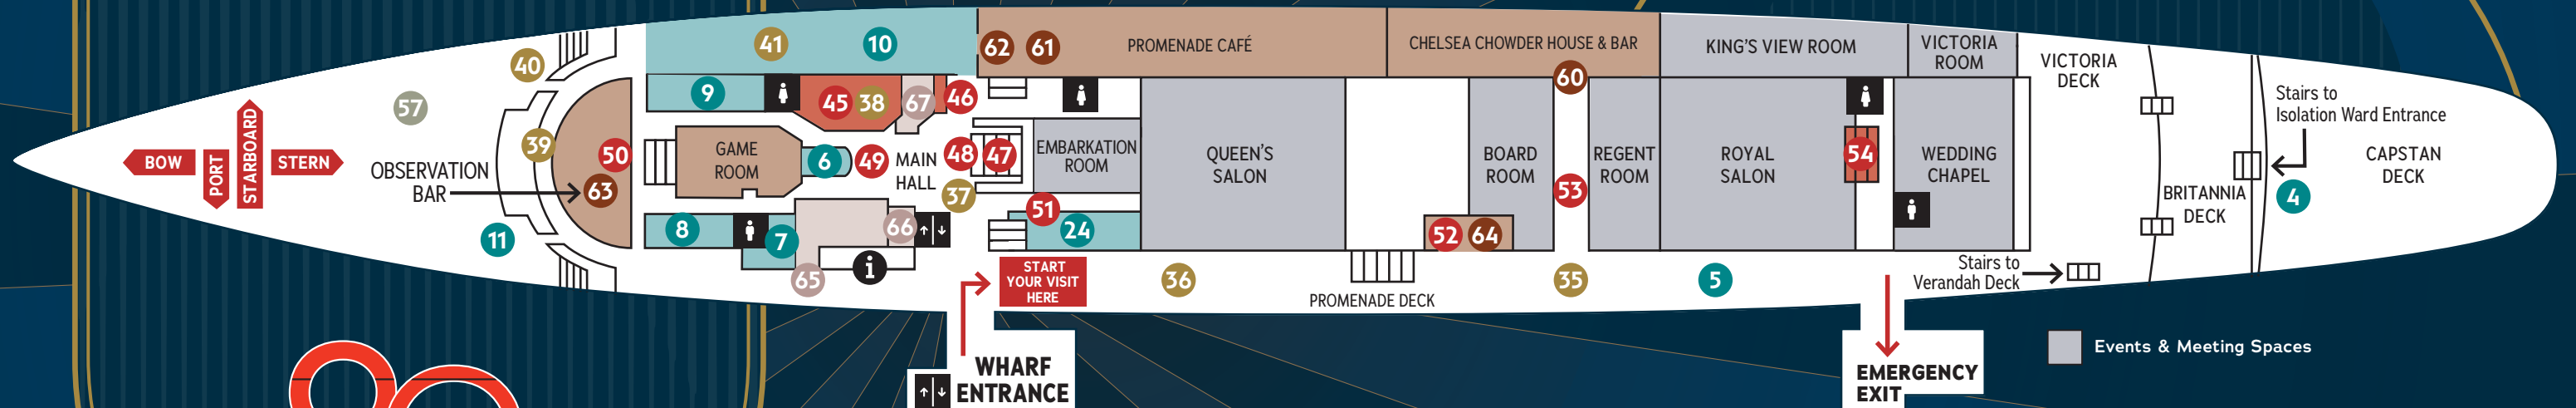 41
10
62
61
PROMENADE CAFÉ
CHELSEA CHOWDER HOUSE & BAR
KING'S VIEW ROOM
VICTORIA
ROOM
VICTORIA
DECK
40
57
9
45
38
67
46
60
Stairs to
Isolation Ward Entrance
BOW
PORT
STARBOARD
STERN
OBSERVATION
BAR
39
50
63
GAME
ROOM
6
49
MAIN
HALL
48
47
37
EMBARKATION
ROOM
QUEEN'S
SALON
BOARD
ROOM
53
REGENT
ROOM
ROYAL
SALON
54
WEDDING
CHAPEL
BRITANNIA
DECK
4
CAPSTAN
DECK
11
8
7
66
51
24
52
64
65
i
START
YOUR VISIT
HERE
36
PROMENADE DECK
35
5
Stairs to
Verandah Deck
WHARF
ENTRANCE
EMERGENCY
EXIT
Events & Meeting Spaces